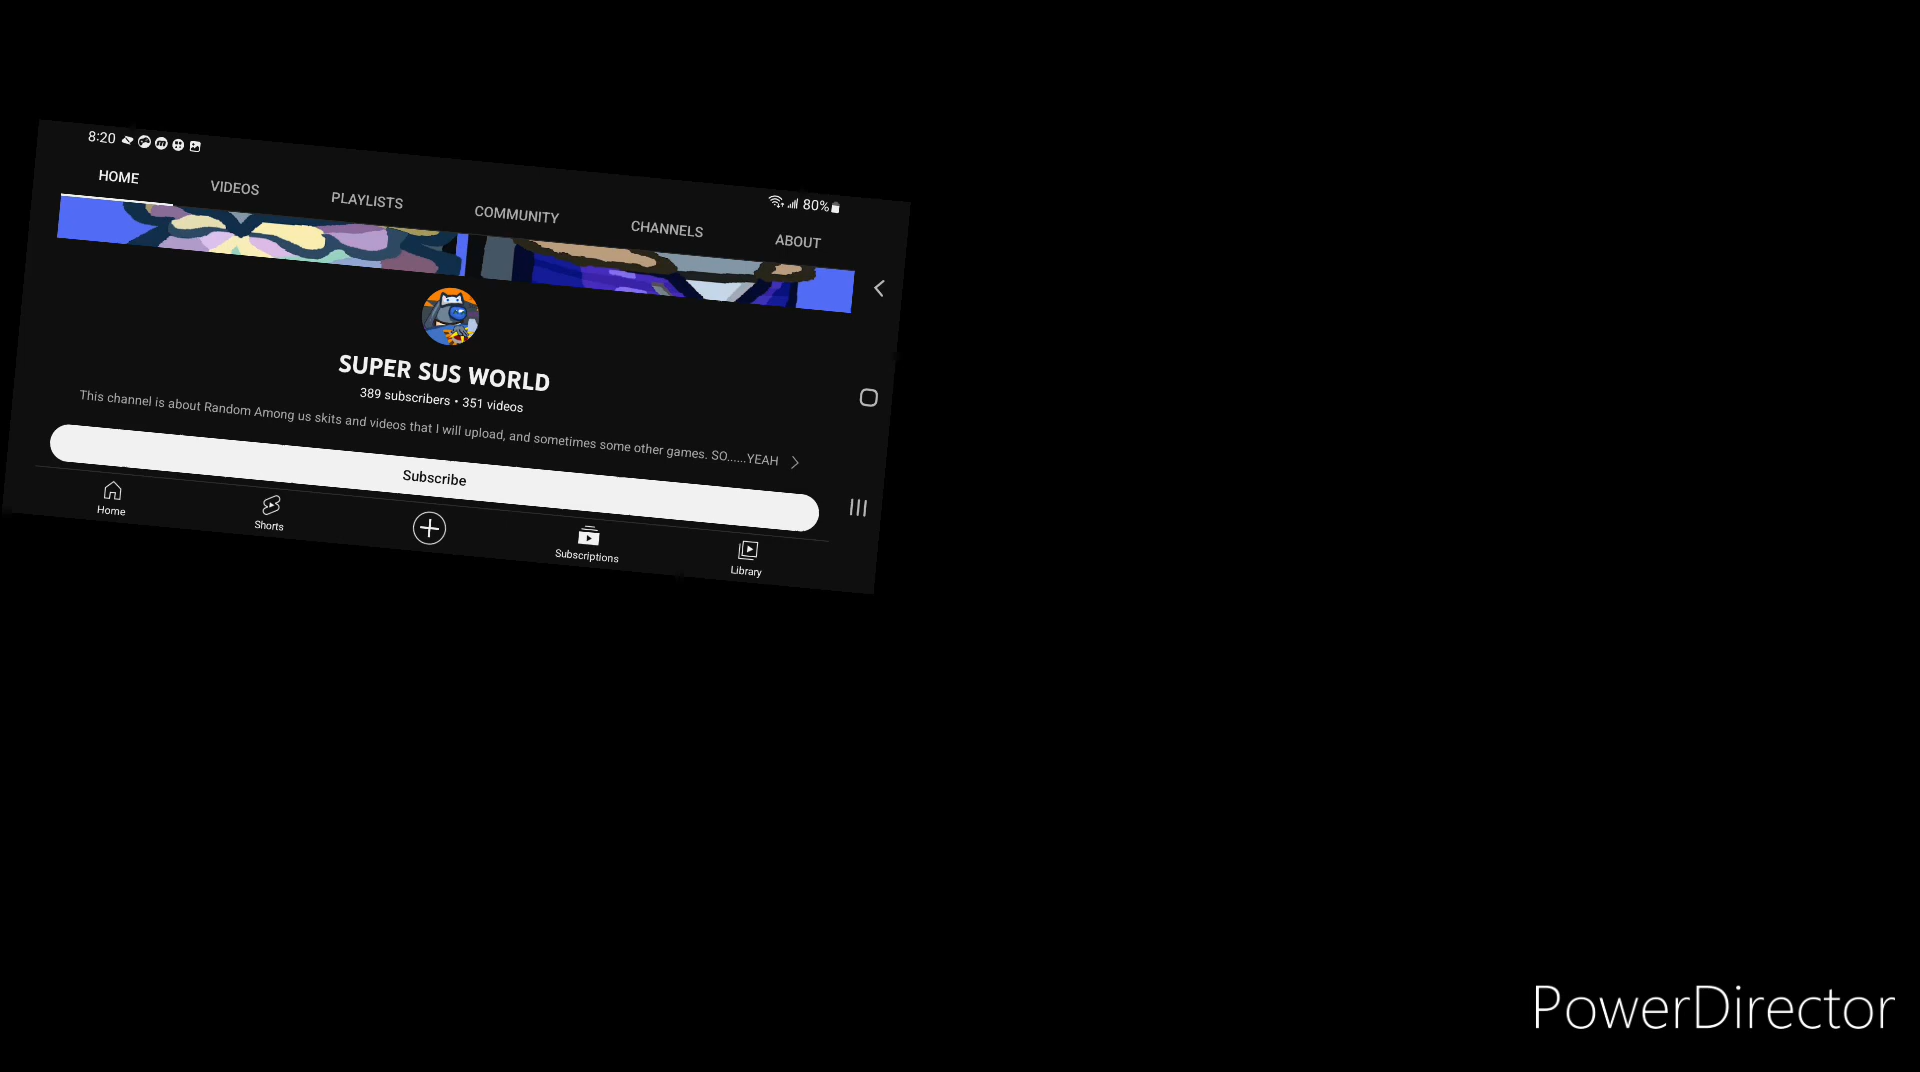 8:20
80%
HOME VIDEOS PLAYLISTS COMMUNITY CHANNELS ABOUT
SUPER SUS WORLD
389 subscribers • 351 videos
This channel is about Random Among us skits and videos that I will upload, and sometimes some other games. SO......YEAH
Subscribe
Home Shorts Subscriptions Library
PowerDirector